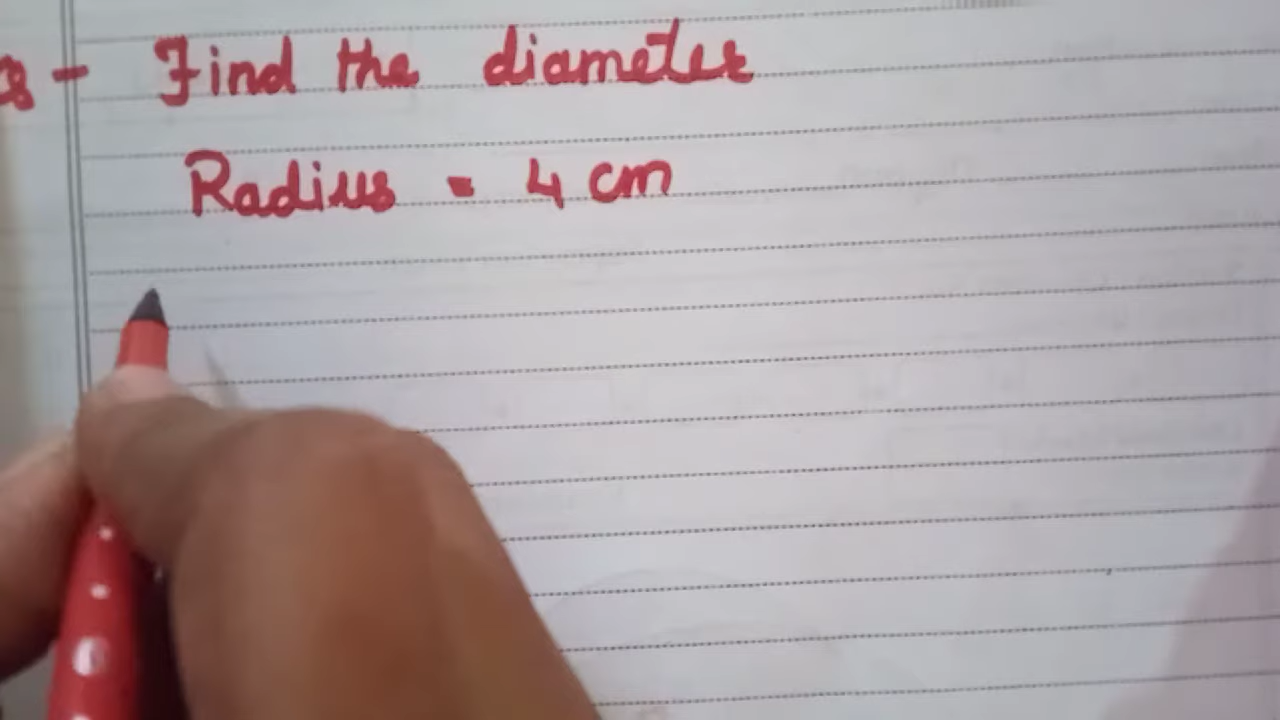 Find the diameter
Radius = 4 cm